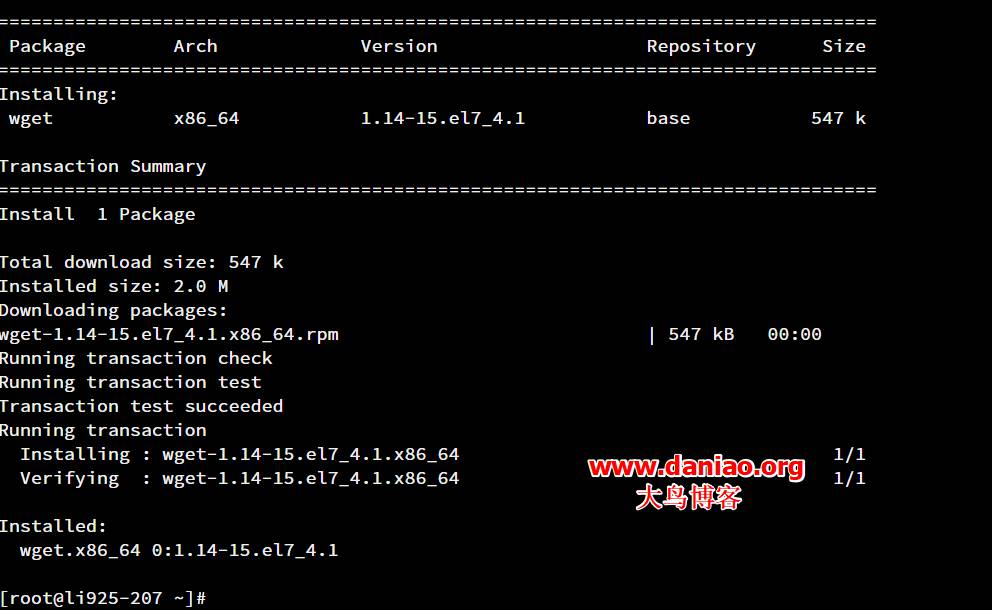 ================================================================================
 Package         Arch             Version                   Repository      Size
================================================================================
Installing:
 wget            x86_64           1.14-15.el7_4.1           base           547 k

Transaction Summary
================================================================================
Install  1 Package

Total download size: 547 k
Installed size: 2.0 M
Downloading packages:
wget-1.14-15.el7_4.1.x86_64.rpm                            | 547 kB   00:00
Running transaction check
Running transaction test
Transaction test succeeded
Running transaction
  Installing : wget-1.14-15.el7_4.1.x86_64                                  1/1
www.daniao.org
  Verifying  : wget-1.14-15.el7_4.1.x86_64                                  1/1
大鸟博客

Installed:
  wget.x86_64 0:1.14-15.el7_4.1

[root@li925-207 ~]#